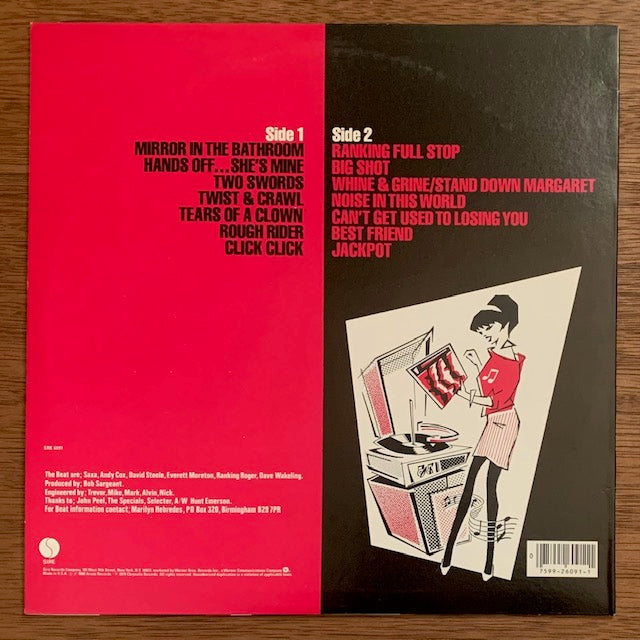 Side 1
MIRROR IN THE BATHROOM
HANDS OFF...SHE'S MINE
TWO SWORDS
TWIST & CRAWL
TEARS OF A CLOWN
ROUGH RIDER
CLICK CLICK
Side 2
RANKING FULL STOP
BIG SHOT
WHINE & GRINE/STAND DOWN MARGARET
NOISE IN THIS WORLD
CAN'T GET USED TO LOSING YOU
BEST FRIEND
JACKPOT
SRK 6091
The Beat are; Saxa, Andy Cox, David Steele, Everett Moreton, Ranking Roger, Dave Wakeling.
Produced by; Bob Sargeant.
Engineered by; Trevor, Mike, Mark, Alvin, Nick.
Thanks to; John Peel, The Specials, Selecter, A/W Hunt Emerson.
For Beat information contact; Marilyn Hebredes, PO Box 320, Birmingham B29 7PR
S
SIRE
0 7599-26091-1